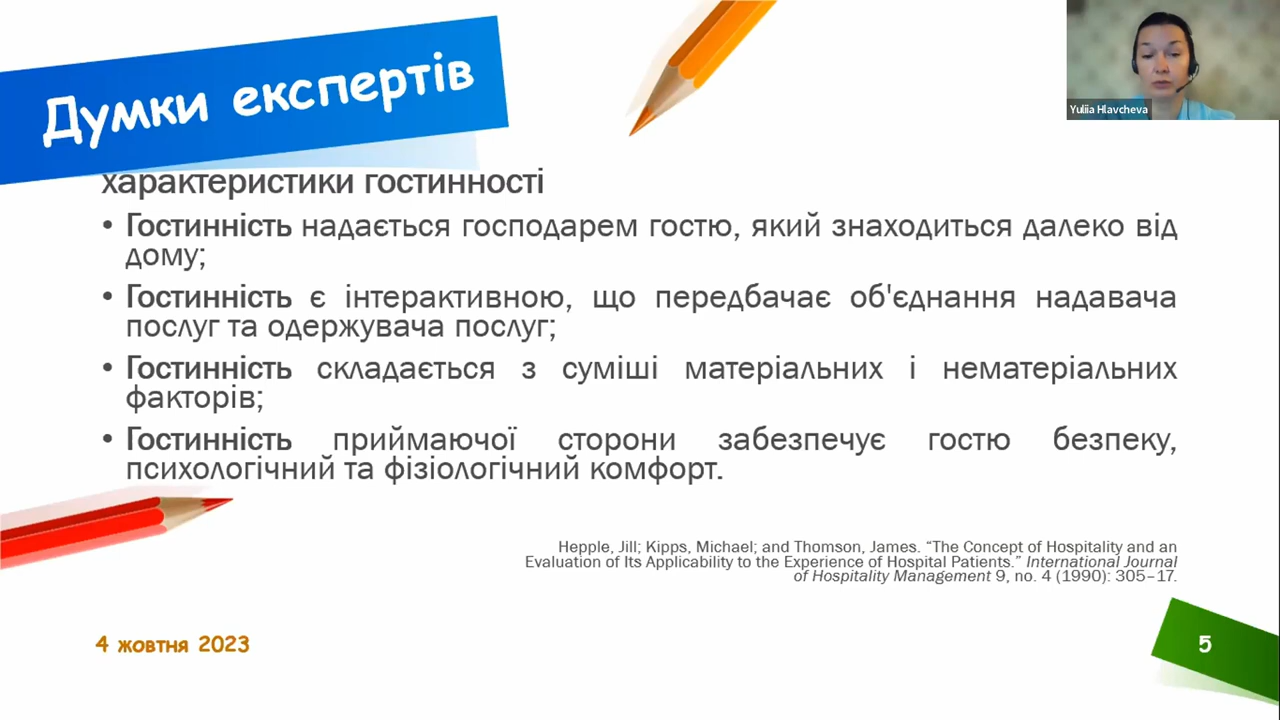 Думки експертів
Yuliia Hlavcheva
характеристики гостинності
• Гостинність надається господарем гостю, який знаходиться далеко від
дому;
• Гостинність є інтерактивною, що передбачає об'єднання надавача
послуг та одержувача послуг;
• Гостинність складається з суміші матеріальних і нематеріальних
факторів;
• Гостинність приймаючої сторони забезпечує гостю безпеку,
психологічний та фізіологічний комфорт.
Hepple, Jill; Kipps, Michael; and Thomson, James. “The Concept of Hospitality and an
Evaluation of Its Applicability to the Experience of Hospital Patients.” International Journal
of Hospitality Management 9, no. 4 (1990): 305–17.
4 жовтня 2023
5